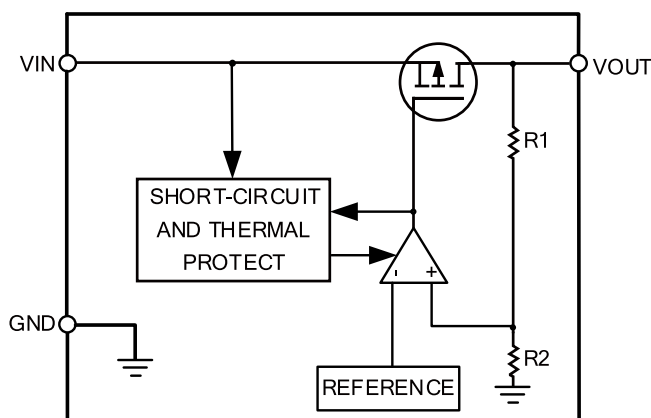 VIN
VOUT
R1
SHORT-CIRCUIT
AND THERMAL
PROTECT
- +
GND
R2
REFERENCE